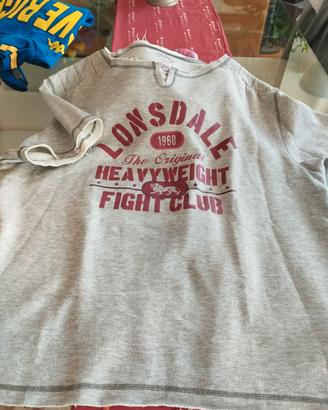 LONSDALE
1960
The Original
HEAVYWEIGHT
FIGHT CLUB